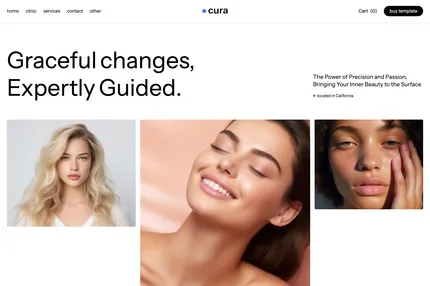 home clinic services contact other
cura
Cart (0)
buy template
Graceful changes,
Expertly Guided.
The Power of Precision and Passion,
Bringing Your Inner Beauty to the Surface
located in California